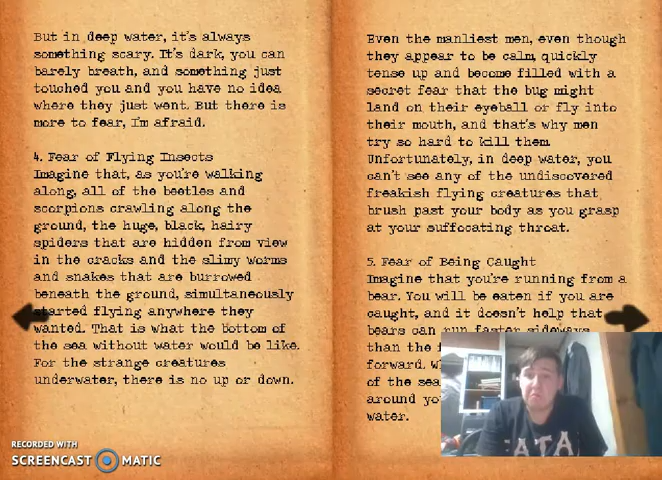 But in deep water, it's always
something scary. It's dark, you can
barely breath, and something just
touched you and you have no idea
where they just went. But there is
more to fear, I'm afraid.
4. Fear of Flying Insects
Imagine that, as you're walking
along, all of the beetles and
scorpions crawling along the
ground, the huge, black, hairy
spiders that are hidden from view
in the cracks and the slimy worms
and snakes that are burrowed
beneath the ground, simultaneously
started flying anywhere they
wanted. That is what the bottom of
the sea without water would be like.
For the strange creatures
underwater, there is no up or down.
Even the manliest men, even though
they appear to be calm, quickly
tense up and become filled with a
secret fear that the bug might
land on their eyeball or fly into
their mouth, and that's why men
try so hard to kill them.
Unfortunately, in deep water, you
can't see any of the undiscovered
freakish flying creatures that
brush past your body as you grasp
at your suffocating throat.
5. Fear of Being Caught
Imagine that you're running from a
bear. You will be eaten if you are
caught, and it doesn't help that
bears can run faster sideways
than the
forward.
of the sea
around
water.
ATA
RECORDED WITH
SCREENCAST MATIC